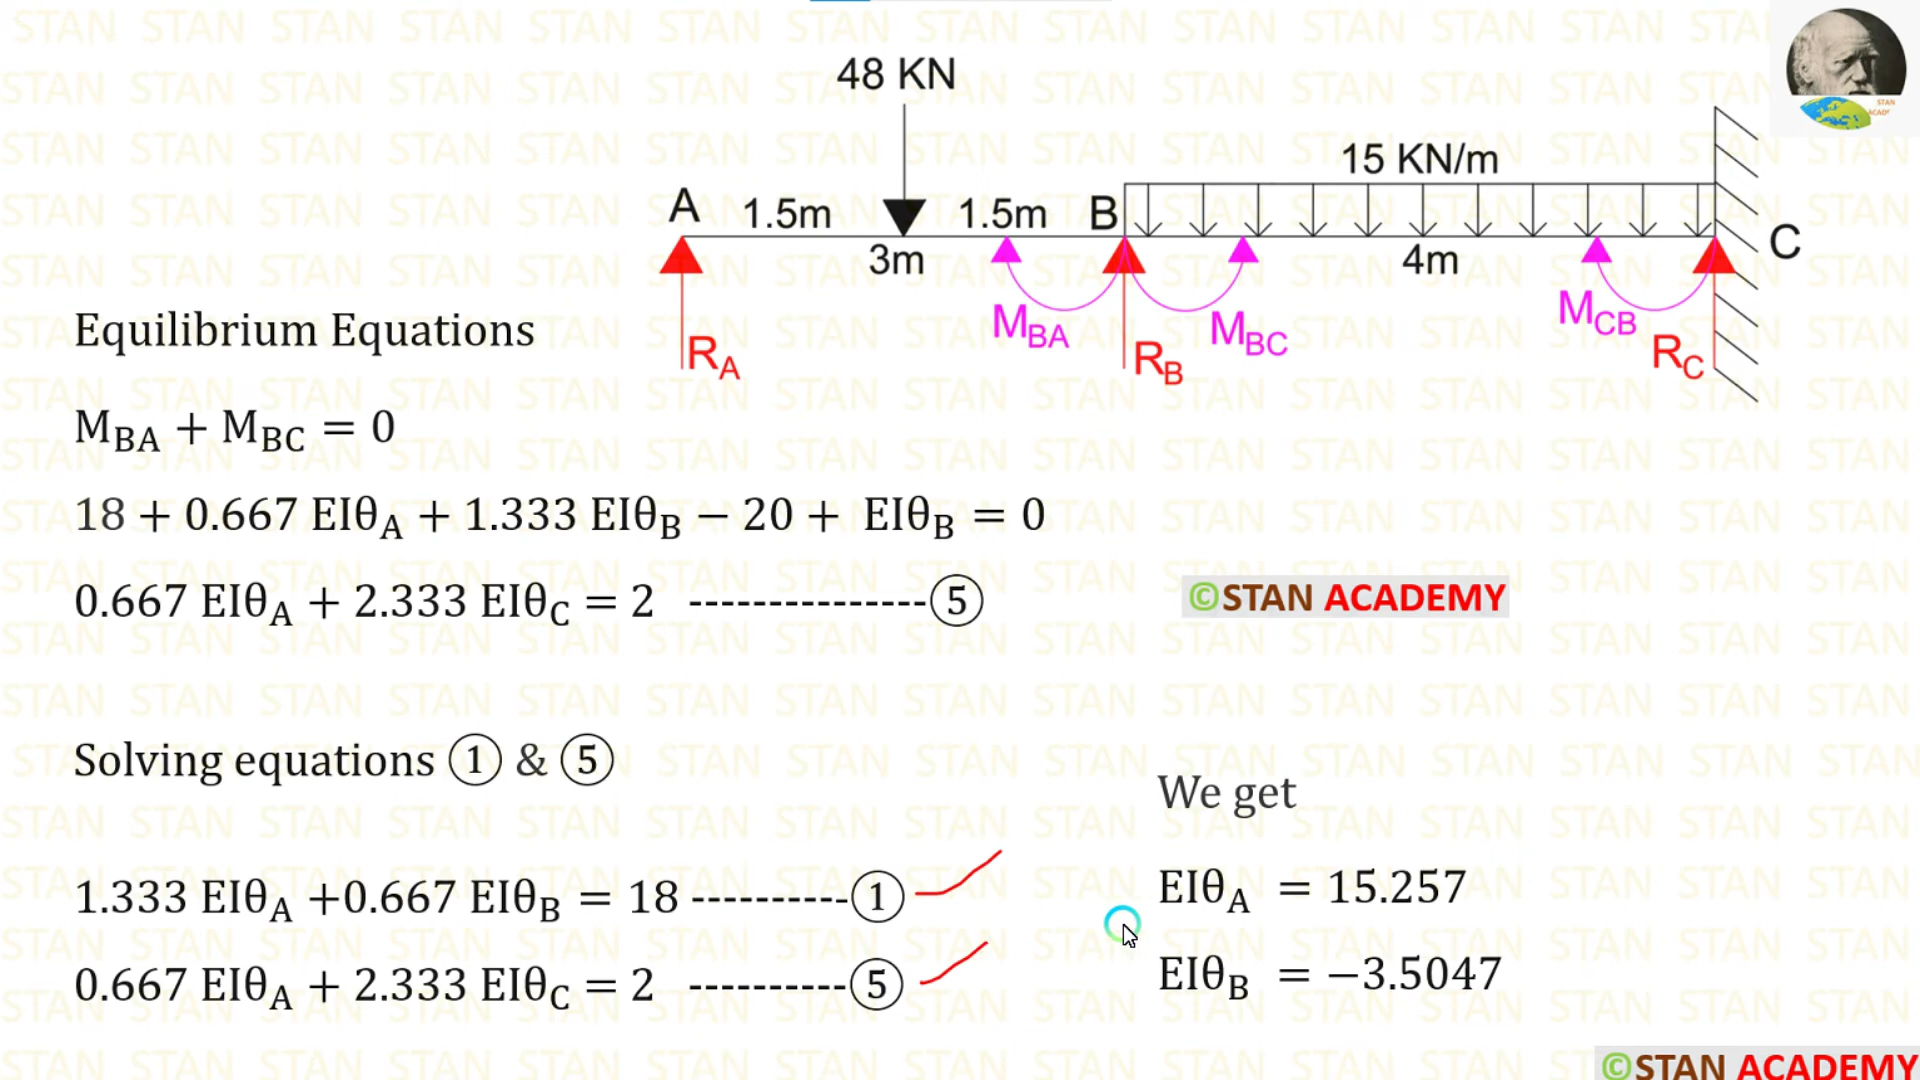 48 KN
15 KN/m
A 1.5m 1.5m B
3m 4m C
R_A M_BA R_B M_BC M_CB R_C
Equilibrium Equations
M_BA + M_BC = 0
18 + 0.667 EIθ_A + 1.333 EIθ_B − 20 + EIθ_B = 0
0.667 EIθ_A + 2.333 EIθ_C = 2 ---------------⑤
©STAN ACADEMY
Solving equations ① & ⑤
1.333 EIθ_A +0.667 EIθ_B = 18 ----------①
0.667 EIθ_A + 2.333 EIθ_C = 2 ----------⑤
We get
EIθ_A = 15.257
EIθ_B = −3.5047
©STAN ACADEMY